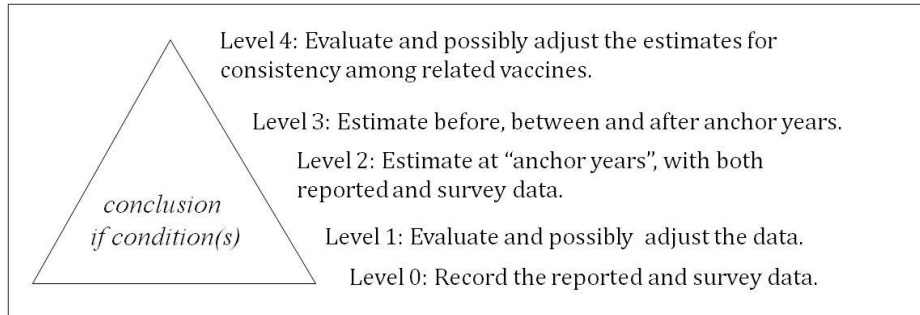 Level 4: Evaluate and possibly adjust the estimates for
consistency among related vaccines.
Level 3: Estimate before, between and after anchor years.
Level 2: Estimate at “anchor years”, with both
reported and survey data.
conclusion
if condition(s)
Level 1: Evaluate and possibly adjust the data.
Level 0: Record the reported and survey data.